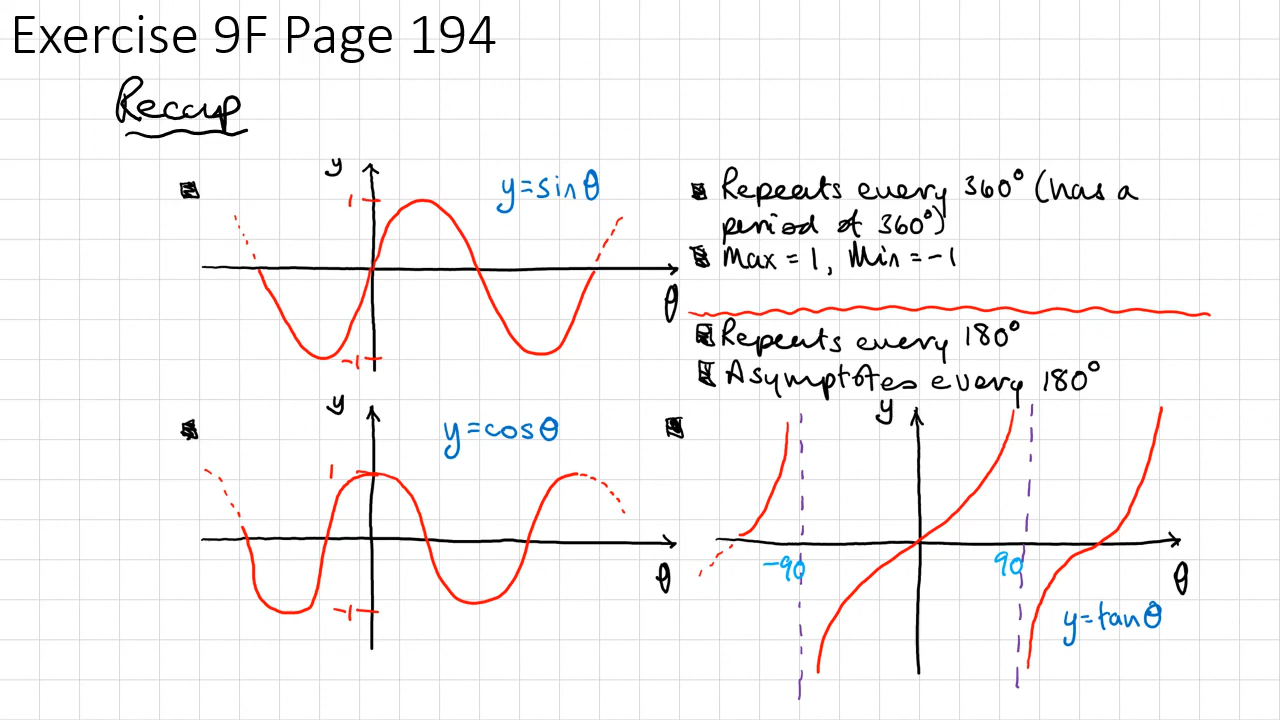 Exercise 9F Page 194
Recap
y
1
y=sinθ
-1
θ
Repeats every 360° (has a
period of 360°)
Max = 1, Min = -1
Repeats every 180°
Asymptotes every 180°
y
1
y=cosθ
-1
θ
y
-90
90
θ
y=tanθ